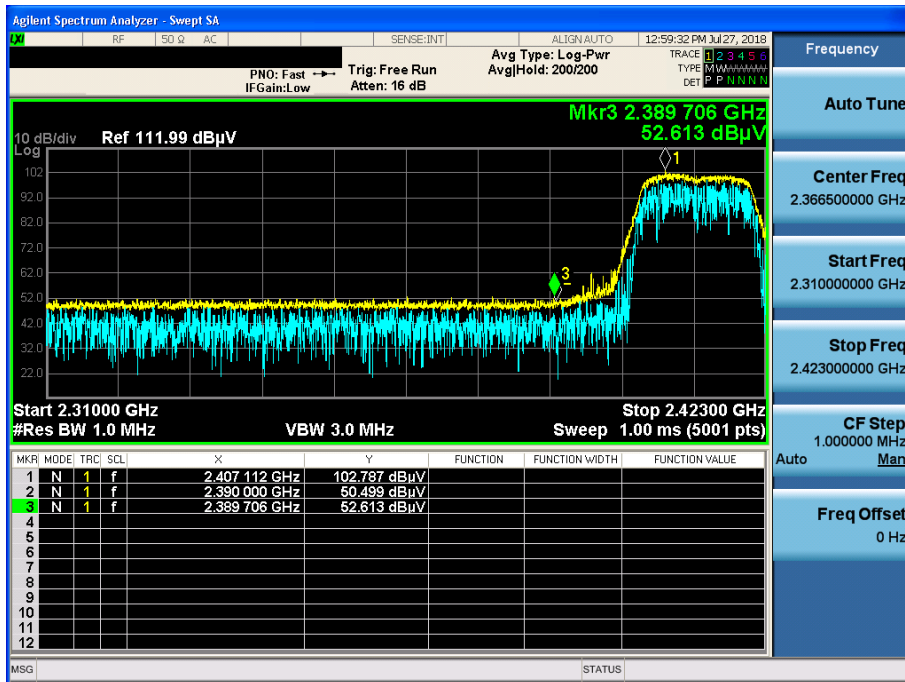 Agilent Spectrum Analyzer - Swept SA
LXI RF 50 Ω AC SENSE:INT ALIGN AUTO 12:59:32 PM Jul 27, 2018
Frequency
PNO: Fast Trig: Free Run Avg Type: Log-Pwr TRACE 1 2 3 4 5 6
IFGain:Low Atten: 16 dB Avg|Hold: 200/200 TYPE M W W W W W
DET P P N N N N
Auto Tune
Mkr3 2.389 706 GHz
10 dB/div Ref 111.99 dBµV 52.613 dBµV
Log
102
92.0
82.0
72.0
62.0
52.0
42.0
32.0
22.0
1
3
Center Freq
2.366500000 GHz
Start Freq
2.310000000 GHz
Stop Freq
2.423000000 GHz
Start 2.31000 GHz Stop 2.42300 GHz
#Res BW 1.0 MHz VBW 3.0 MHz Sweep 1.00 ms (5001 pts)
CF Step
1.000000 MHz
Auto Man
Freq Offset
0 Hz
MKR MODE TRC SCL X Y FUNCTION FUNCTION WIDTH FUNCTION VALUE
1 N 1 f 2.407 112 GHz 102.787 dBµV
2 N 1 f 2.390 000 GHz 50.499 dBµV
3 N 1 f 2.389 706 GHz 52.613 dBµV
4
5
6
7
8
9
10
11
12
MSG STATUS